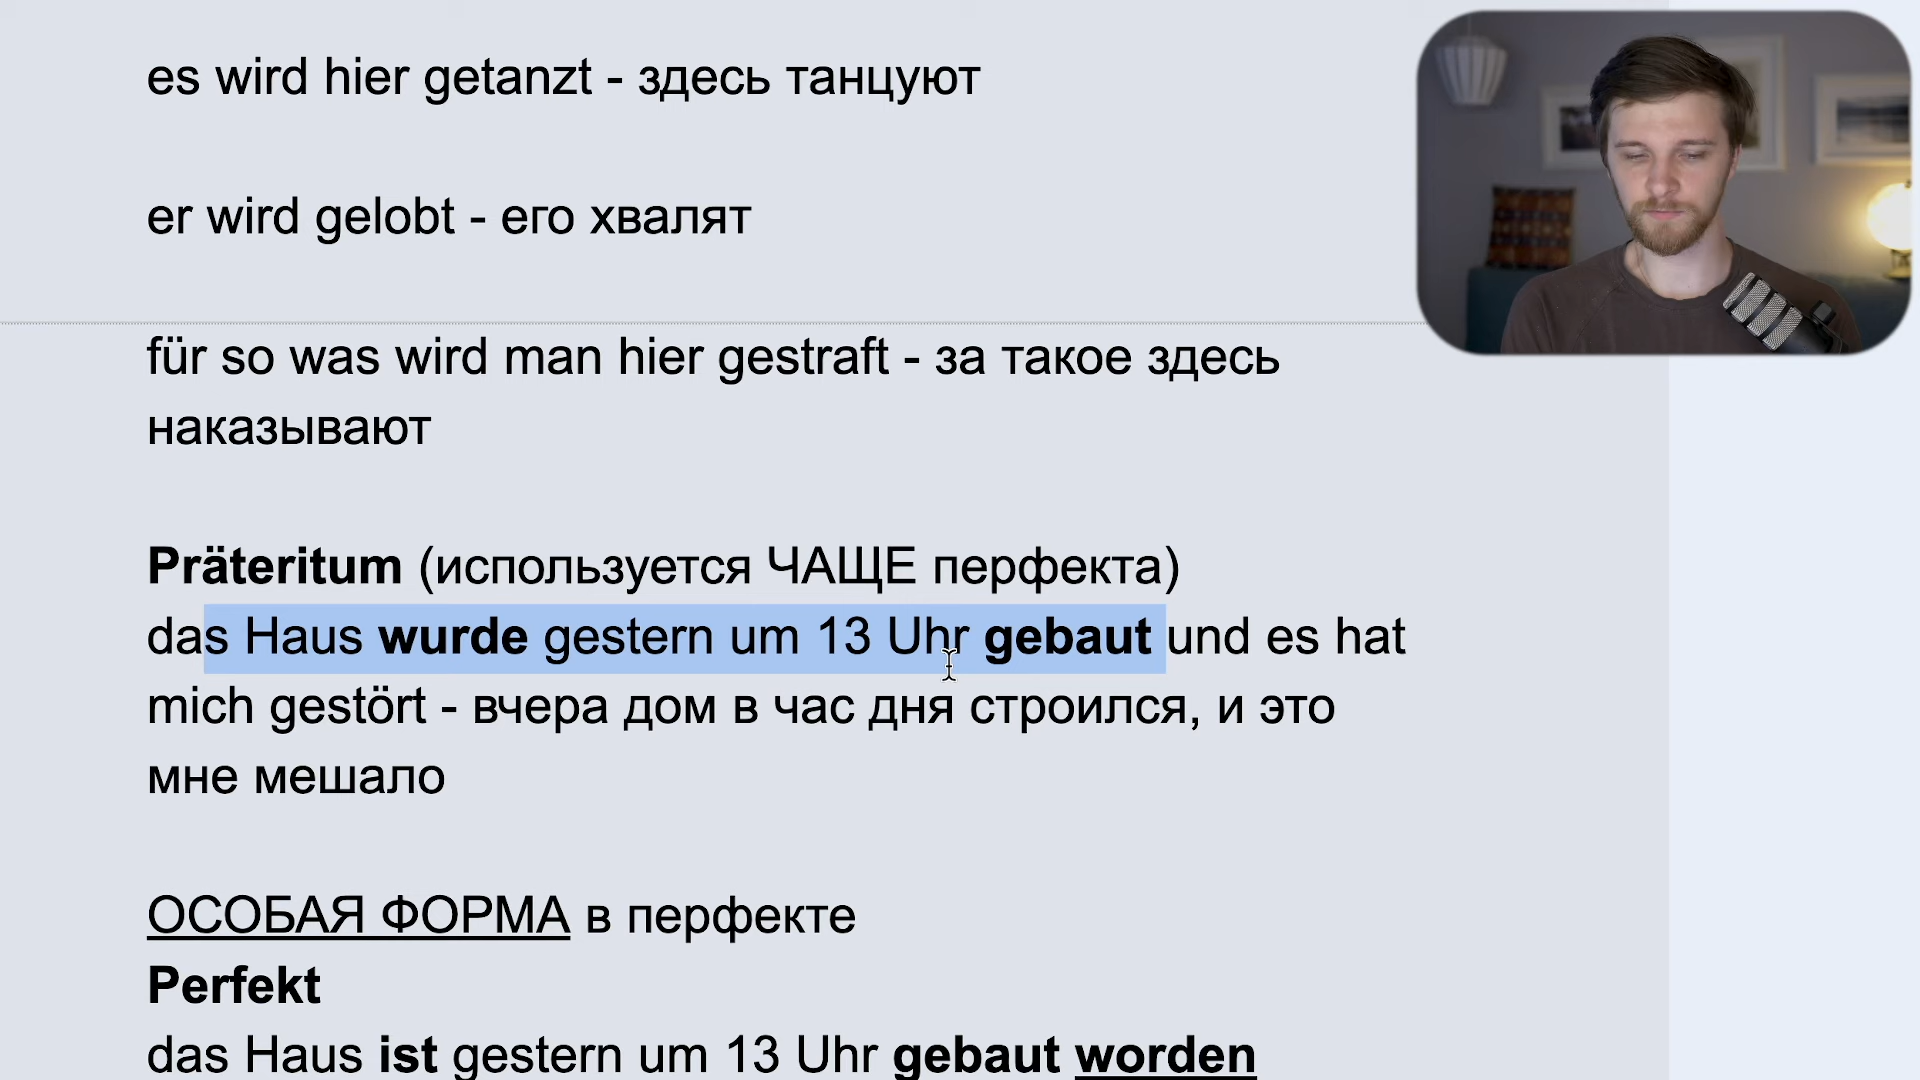 es wird hier getanzt - здесь танцуют
er wird gelobt - его хвалят
für so was wird man hier gestraft - за такое здесь
наказывают
Präteritum (используется ЧАЩЕ перфекта)
das Haus wurde gestern um 13 Uhr gebaut und es hat
mich gestört - вчера дом в час дня строился, и это
мне мешало
ОСОБАЯ ФОРМА в перфекте
Perfekt
das Haus ist gestern um 13 Uhr gebaut worden